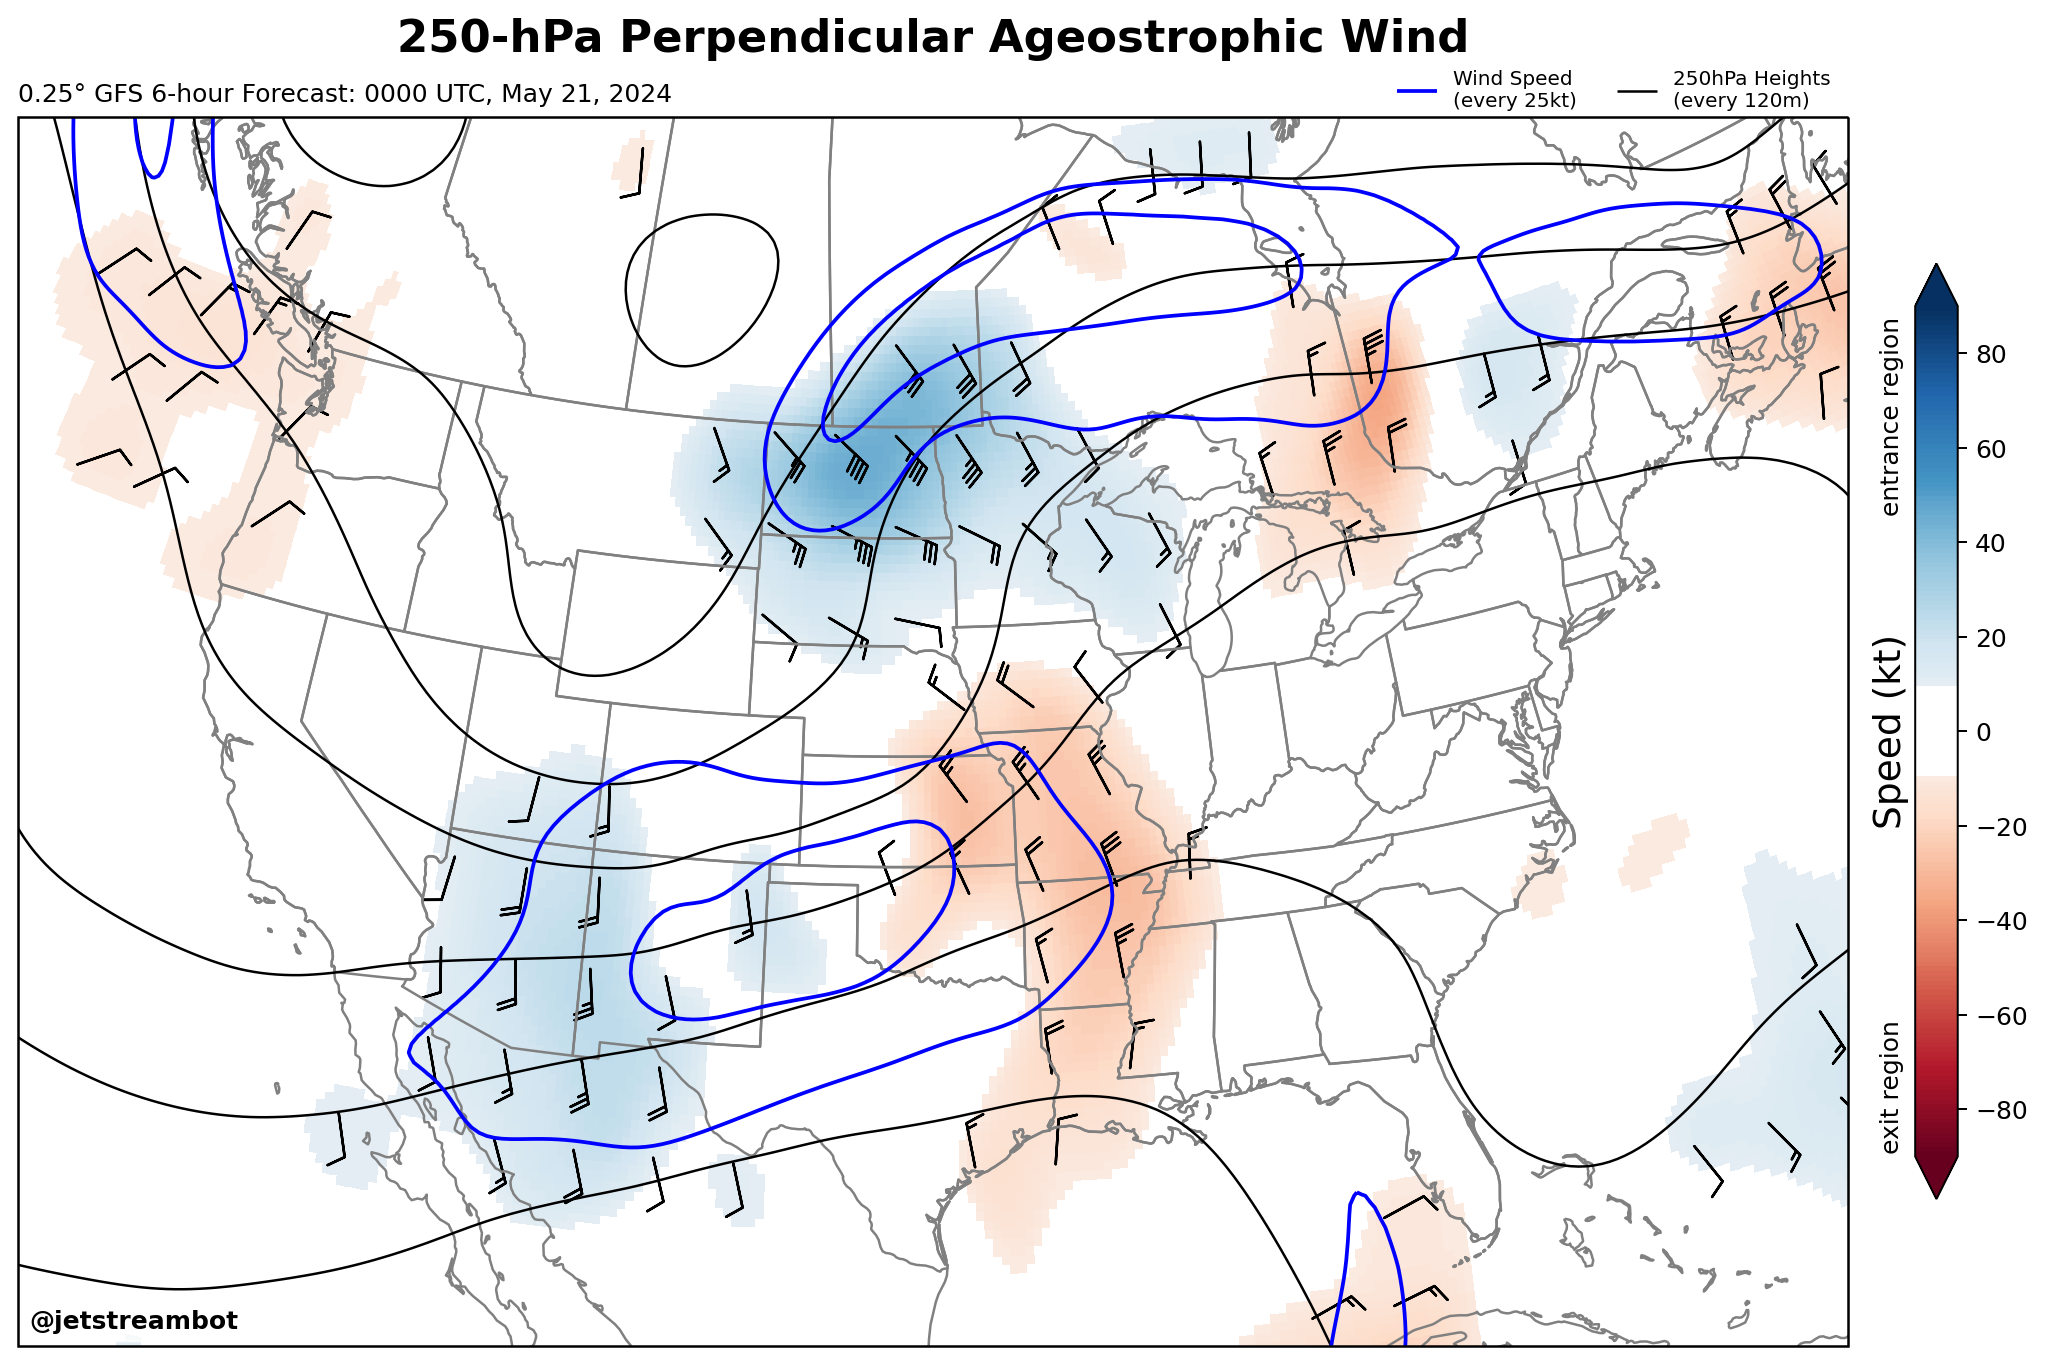 250-hPa Perpendicular Ageostrophic Wind
0.25° GFS 6-hour Forecast: 0000 UTC, May 21, 2024
Wind Speed
(every 25kt)
250hPa Heights
(every 120m)
entrance region
Speed (kt)
exit region
80
60
40
20
0
−20
−40
−60
−80
@jetstreambot